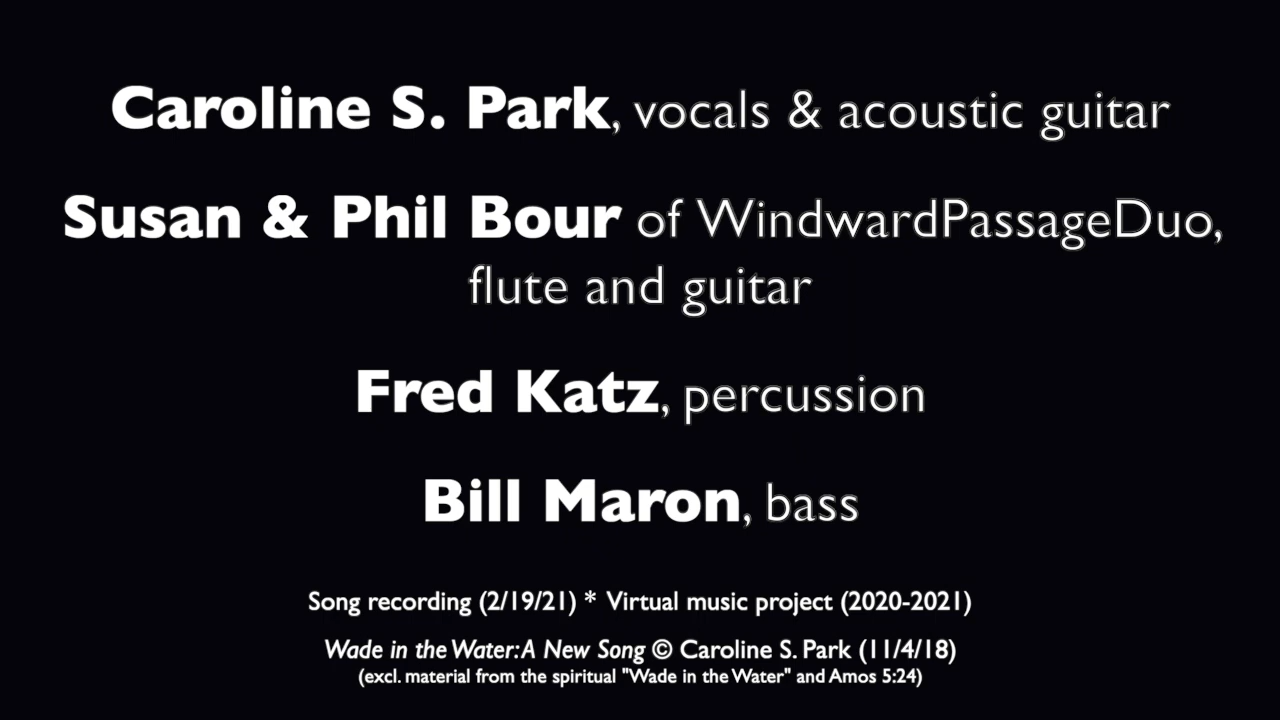 Caroline S. Park, vocals & acoustic guitar
Susan & Phil Bour of WindwardPassageDuo,
flute and guitar
Fred Katz, percussion
Bill Maron, bass
Song recording (2/19/21) * Virtual music project (2020-2021)
Wade in the Water: A New Song © Caroline S. Park (11/4/18)
(excl. material from the spiritual "Wade in the Water" and Amos 5:24)